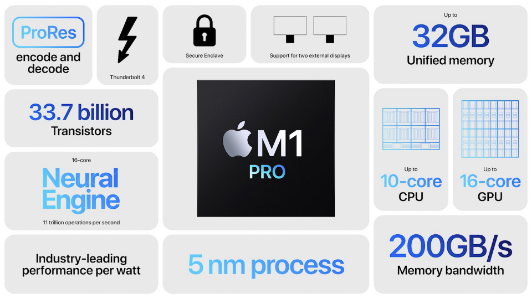 ProRes
encode and
decode
Thunderbolt 4
Secure Enclave
Support for two external displays
Up to
32GB
Unified memory
33.7 billion
Transistors
M1
PRO
Up to
10-core
CPU
Up to
16-core
GPU
16-core
Neural
Engine
11 trillion operations per second
Industry-leading
performance per watt
5 nm process
200GB/s
Memory bandwidth